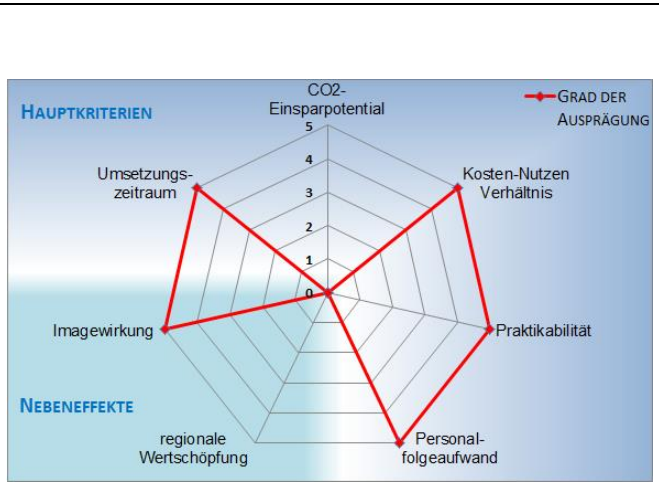 CO2-
Einsparpotential
HAUPTKRITERIEN
GRAD DER
AUSPRÄGUNG
5
4
3
2
1
0
Umsetzungs-
zeitraum
Kosten-Nutzen
Verhältnis
Imagewirkung
Praktikabilität
NEBENEFFEKTE
regionale
Wertschöpfung
Personal-
folgeaufwand